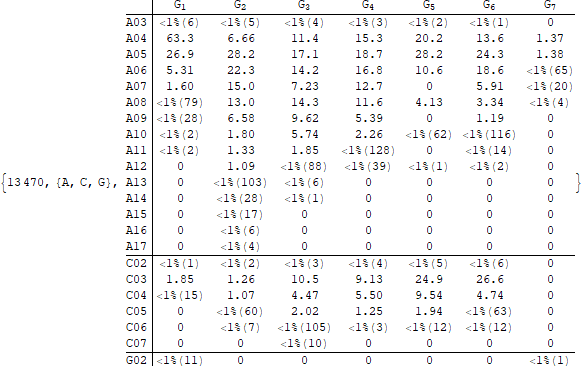 G1 G2 G3 G4 G5 G6 G7
A03 <1%(6) <1%(5) <1%(4) <1%(3) <1%(2) <1%(1) 0
A04 63.3 6.66 11.4 15.3 20.2 13.6 1.37
A05 26.9 28.2 17.1 18.7 28.2 24.3 1.38
A06 5.31 22.3 14.2 16.8 10.6 18.6 <1%(65)
A07 1.60 15.0 7.23 12.7 0 5.91 <1%(20)
A08 <1%(79) 13.0 14.3 11.6 4.13 3.34 <1%(4)
A09 <1%(28) 6.58 9.62 5.39 0 1.19 0
A10 <1%(2) 1.80 5.74 2.26 <1%(62) <1%(116) 0
A11 <1%(2) 1.33 1.85 <1%(128) 0 <1%(14) 0
A12 0 1.09 <1%(88) <1%(39) <1%(1) <1%(2) 0
{13470, {A, C, G}, A13 0 <1%(103) <1%(6) 0 0 0 0 }
A14 0 <1%(28) <1%(1) 0 0 0 0
A15 0 <1%(17) 0 0 0 0 0
A16 0 <1%(6) 0 0 0 0 0
A17 0 <1%(4) 0 0 0 0 0
C02 <1%(1) <1%(2) <1%(3) <1%(4) <1%(5) <1%(6) 0
C03 1.85 1.26 10.5 9.13 24.9 26.6 0
C04 <1%(15) 1.07 4.47 5.50 9.54 4.74 0
C05 0 <1%(60) 2.02 1.25 1.94 <1%(63) 0
C06 0 <1%(7) <1%(105) <1%(3) <1%(12) <1%(12) 0
C07 0 0 <1%(10) 0 0 0 0
G02 <1%(11) 0 0 0 0 0 <1%(1)